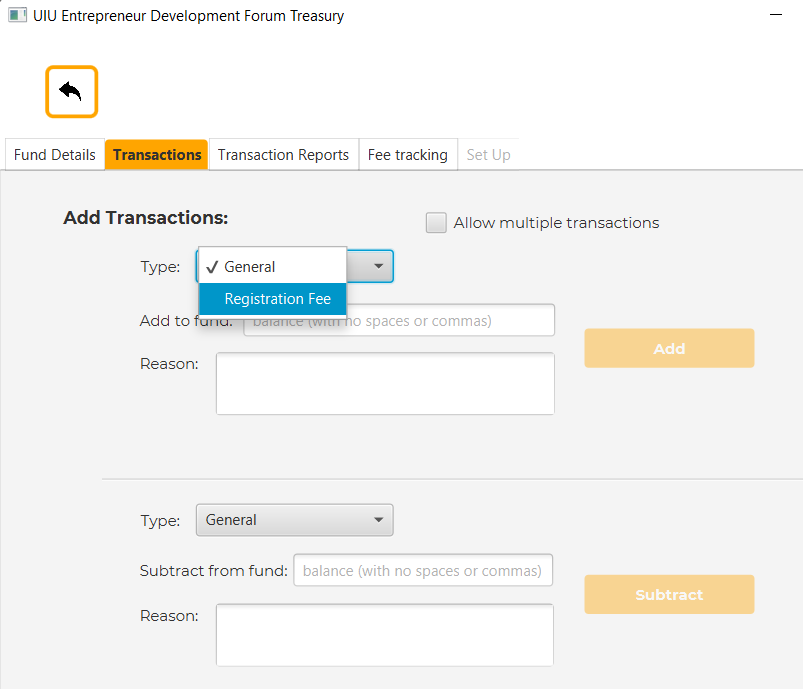 UIU Entrepreneur Development Forum Treasury
Fund Details Transactions Transaction Reports Fee tracking Set Up
Add Transactions:
Allow multiple transactions
Type: ✓ General
Registration Fee
Add to fund: balance (with no spaces or commas)
Add
Reason:
Type: General
Subtract from fund: balance (with no spaces or commas)
Subtract
Reason: